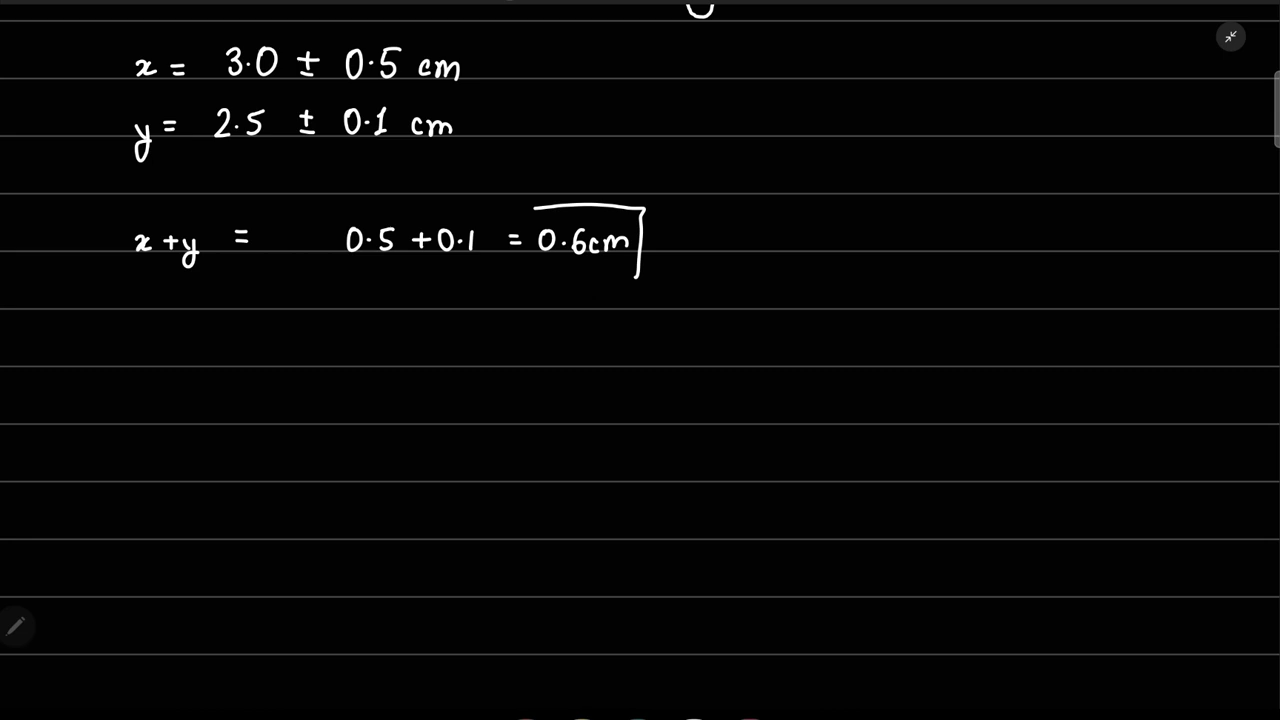 x = 3.0 ± 0.5 cm
y = 2.5 ± 0.1 cm
x + y = 0.5 + 0.1 = 0.6cm